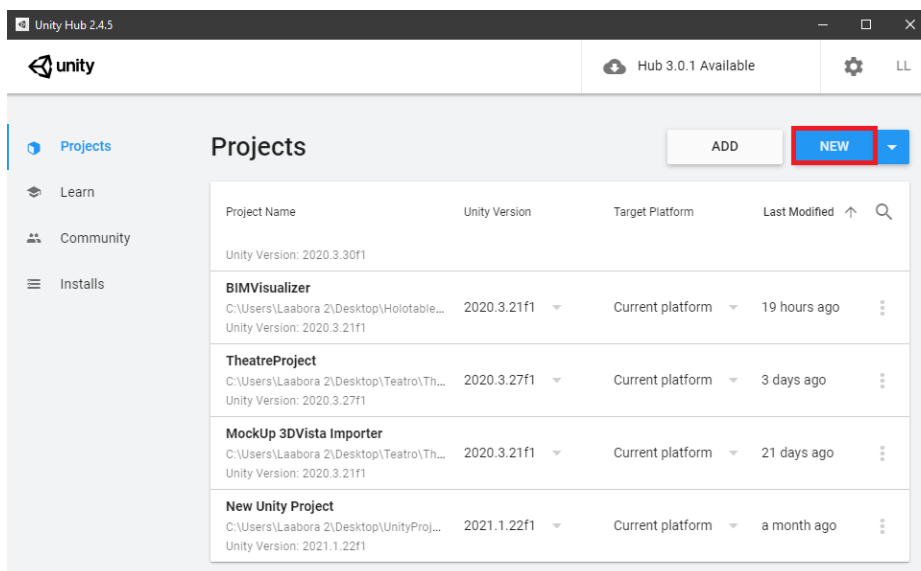 Unity Hub 2.4.5
unity
Hub 3.0.1 Available
LL
Projects
Learn
Community
Installs
Projects
ADD
NEW
Project Name Unity Version Target Platform Last Modified
Unity Version: 2020.3.30f1
BIMVisualizer
C:\Users\Laabora 2\Desktop\Holotable... 2020.3.21f1 Current platform 19 hours ago
Unity Version: 2020.3.21f1
TheatreProject
C:\Users\Laabora 2\Desktop\Teatro\Th... 2020.3.27f1 Current platform 3 days ago
Unity Version: 2020.3.27f1
MockUp 3DVista Importer
C:\Users\Laabora 2\Desktop\Teatro\Th... 2020.3.21f1 Current platform 21 days ago
Unity Version: 2020.3.21f1
New Unity Project
C:\Users\Laabora 2\Desktop\UnityProj... 2021.1.22f1 Current platform a month ago
Unity Version: 2021.1.22f1